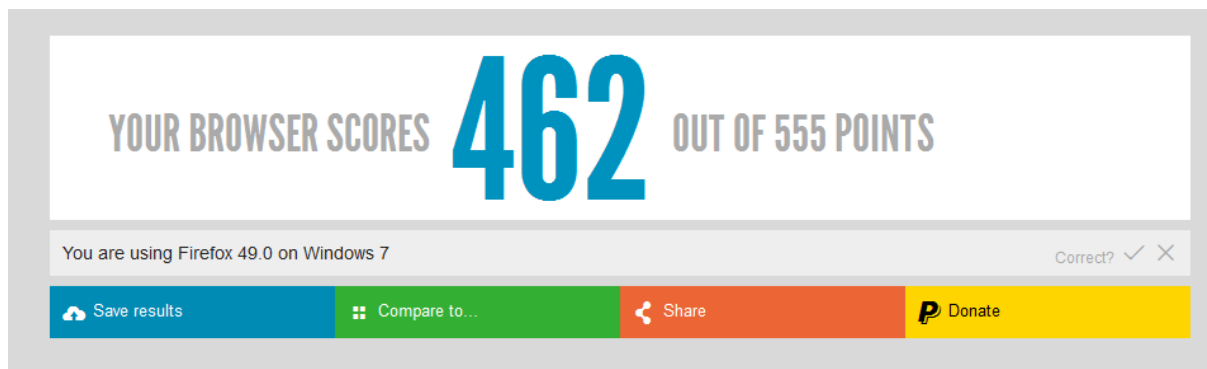 YOUR BROWSER SCORES 462 OUT OF 555 POINTS
You are using Firefox 49.0 on Windows 7
Correct?
Save results
Compare to...
Share
Donate